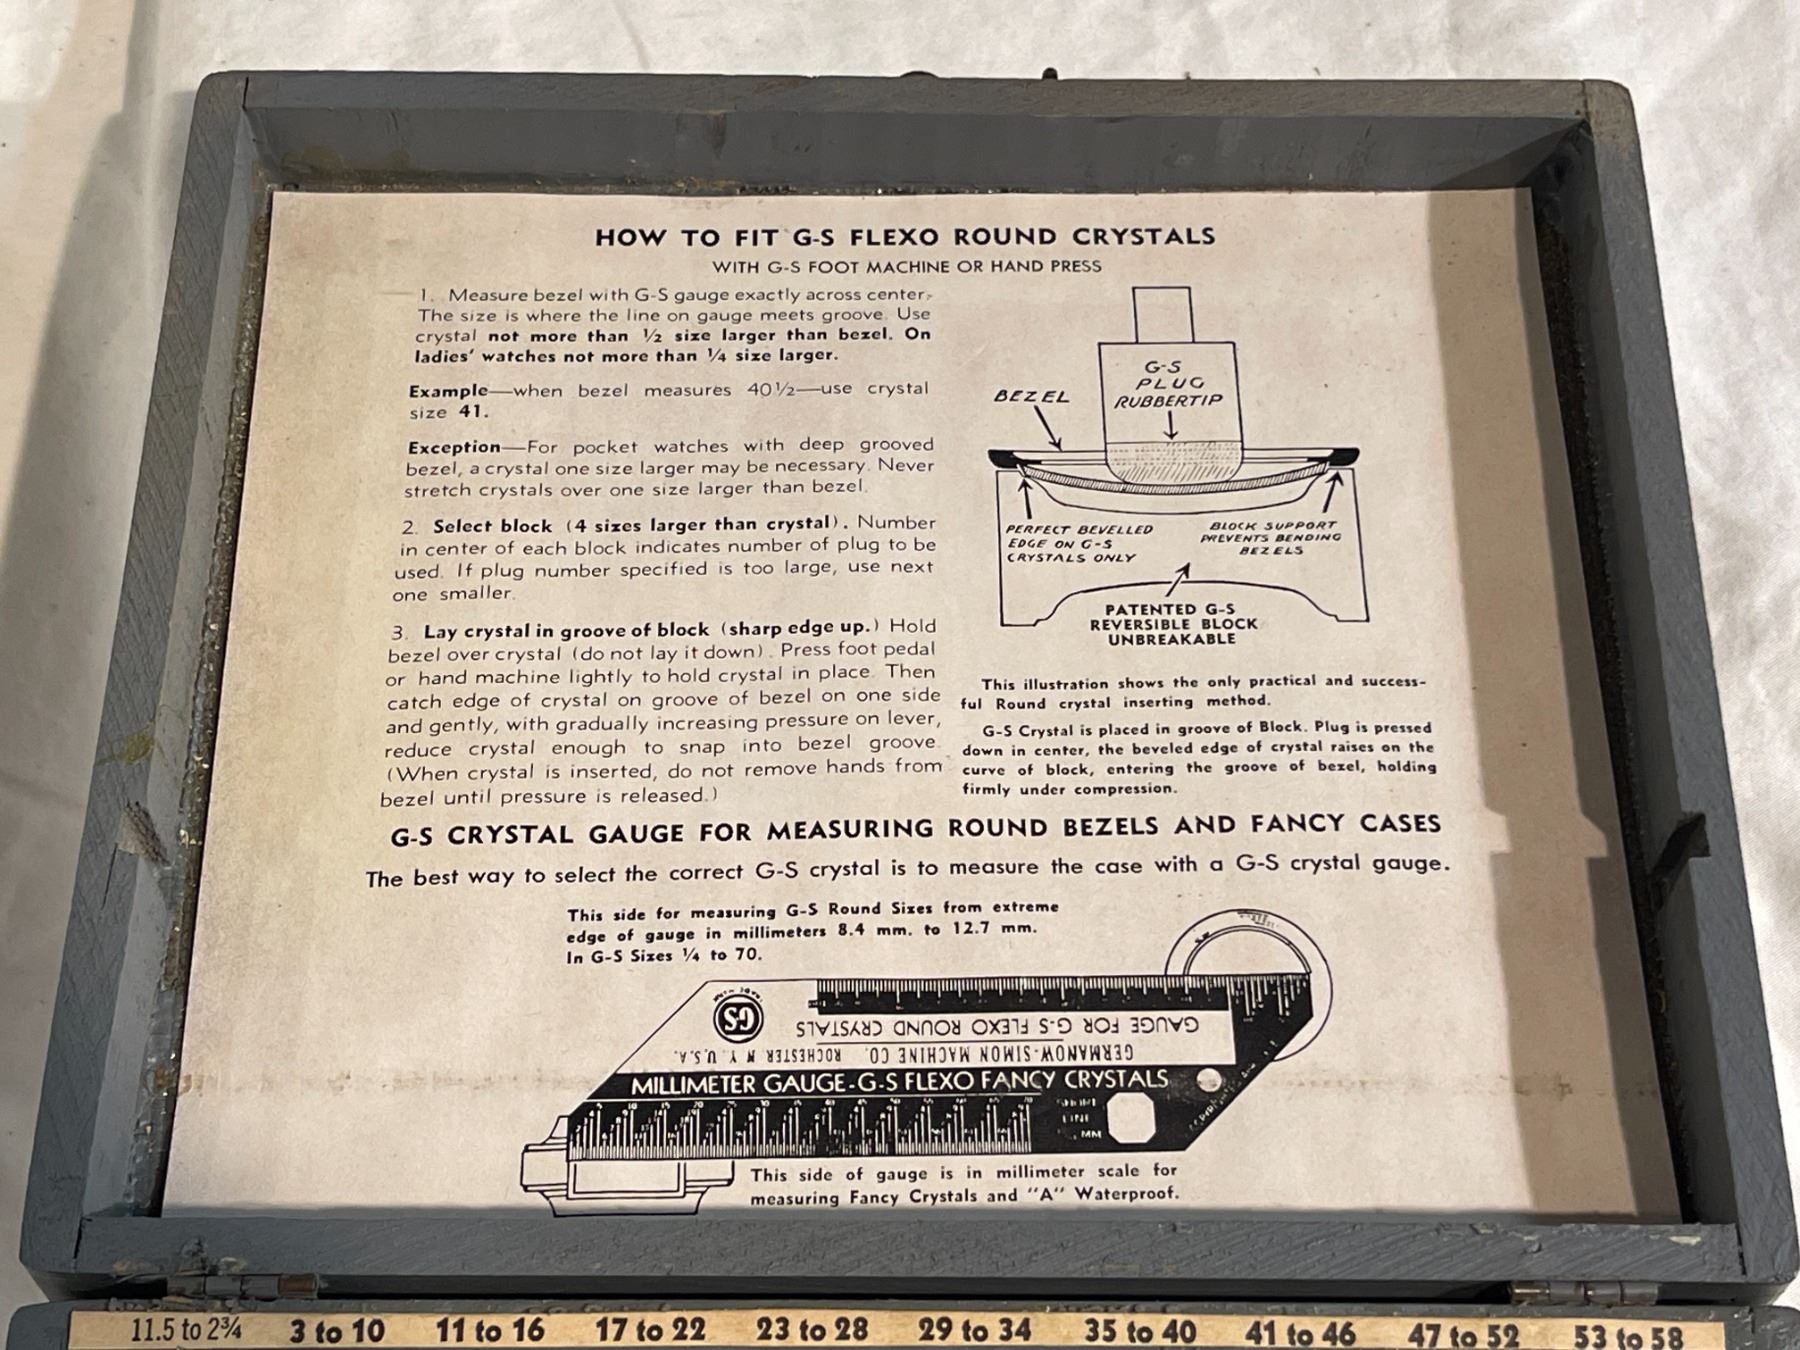 HOW TO FIT G-S FLEXO ROUND CRYSTALS
WITH G-S FOOT MACHINE OR HAND PRESS
1. Measure bezel with G-S gauge exactly across center.
The size is where the line on gauge meets groove. Use
crystal not more than ½ size larger than bezel. On
ladies' watches not more than ¼ size larger.
Example—when bezel measures 40½—use crystal
size 41.
Exception—For pocket watches with deep grooved
bezel, a crystal one size larger may be necessary. Never
stretch crystals over one size larger than bezel.
2. Select block (4 sizes larger than crystal). Number
in center of each block indicates number of plug to be
used. If plug number specified is too large, use next
one smaller.
3. Lay crystal in groove of block (sharp edge up.) Hold
bezel over crystal (do not lay it down). Press foot pedal
or hand machine lightly to hold crystal in place. Then
catch edge of crystal on groove of bezel on one side
and gently, with gradually increasing pressure on lever,
reduce crystal enough to snap into bezel groove.
(When crystal is inserted, do not remove hands from
bezel until pressure is released.)
G-S
PLUG
RUBBERTIP
BEZEL
PERFECT BEVELLED
EDGE ON G-S
CRYSTALS ONLY
BLOCK SUPPORT
PREVENTS BENDING
BEZELS
PATENTED G-S
REVERSIBLE BLOCK
UNBREAKABLE
This illustration shows the only practical and success-
ful Round crystal inserting method.
G-S Crystal is placed in groove of Block. Plug is pressed
down in center, the beveled edge of crystal raises on the
curve of block, entering the groove of bezel, holding
firmly under compression.
G-S CRYSTAL GAUGE FOR MEASURING ROUND BEZELS AND FANCY CASES
The best way to select the correct G-S crystal is to measure the case with a G-S crystal gauge.
This side for measuring G-S Round Sizes from extreme
edge of gauge in millimeters 8.4 mm. to 12.7 mm.
In G-S Sizes ¼ to 70.
GS
GAUGE FOR G-S FLEXO ROUND CRYSTALS
GERMANOW-SIMON MACHINE CO. ROCHESTER N.Y. U.S.A.
MILLIMETER GAUGE-G-S FLEXO FANCY CRYSTALS
5 10 15 20 25 30 35 40 45 50 55 60 65 70
SHORT
LINE
MM
This side of gauge is in millimeter scale for
measuring Fancy Crystals and "A" Waterproof.
11.5 to 2¾ 3 to 10 11 to 16 17 to 22 23 to 28 29 to 34 35 to 40 41 to 46 47 to 52 53 to 58